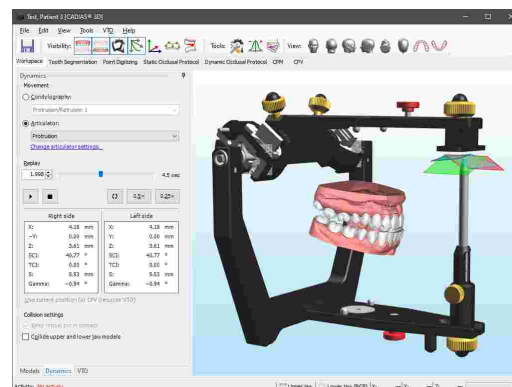 Test, Patient 3 [CADIAS® 3D]
File Edit View Tools VTO Help
Visibility: Tools: View:
Workspace Tooth Segmentation Point Digitizing Static Occlusal Protocol Dynamic Occlusal Protocol CPM CPV
Dynamics
Movement
Condylography:
Protrusion/Retrusion 1
Articulator:
Protrusion
Change articulator settings...
Replay
1.998 4.5 sec
0.5× 0.25×
Right side Left side
X: 4.18 mm X: 4.18 mm
~Y: 0.00 mm Y: 0.00 mm
Z: 3.61 mm Z: 3.61 mm
SCI: 40.77 ° SCI: 40.77 °
TCI: 0.00 ° TCI: 0.00 °
S: 5.53 mm S: 5.53 mm
Gamma: -0.94 ° Gamma: -0.94 °
Use current position for CPV (requires VTO)
Collision settings
Keep incisal pin in contact
Collide upper and lower jaw models
Models Dynamics VTO
Activity: No Activity